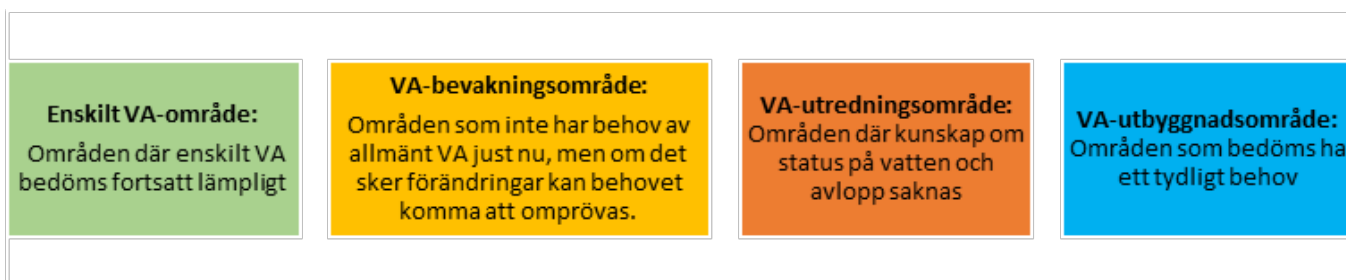 Enskilt VA-område:
Områden där enskilt VA
bedöms fortsatt lämpligt
VA-bevakningsområde:
Områden som inte har behov av
allmänt VA just nu, men om det
sker förändringar kan behovet
komma att omprövas.
VA-utredningsområde:
Områden där kunskap om
status på vatten och
avlopp saknas
VA-utbyggnadsområde:
Områden som bedöms ha
ett tydligt behov